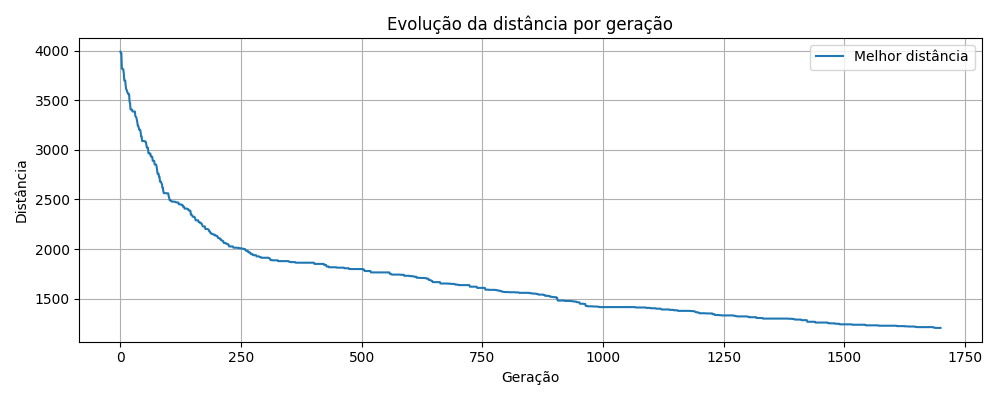 Evolução da distância por geração
Melhor distância
Distância
4000
3500
3000
2500
2000
1500
0 250 500 750 1000 1250 1500 1750
Geração